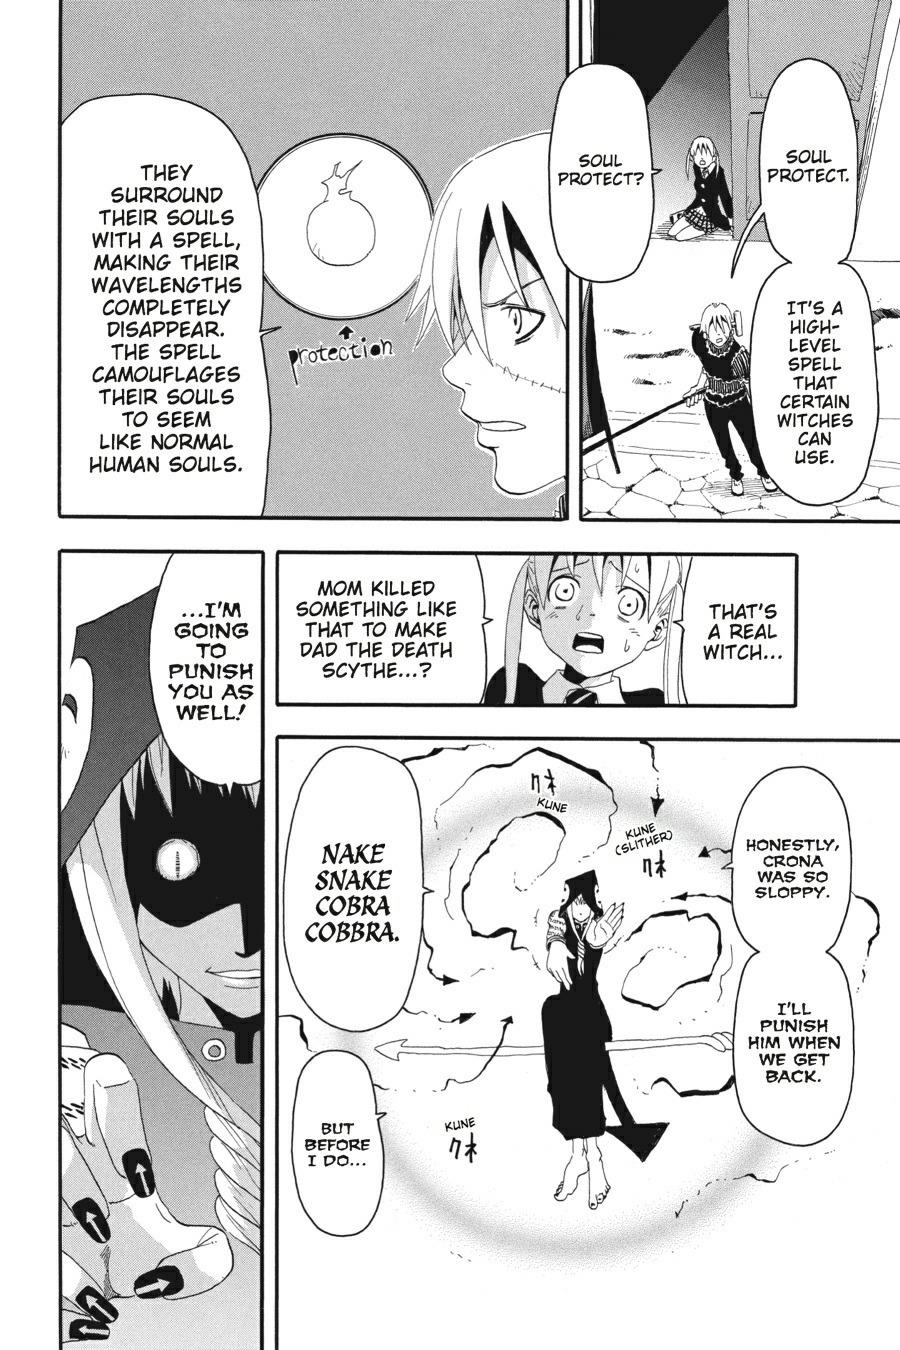 SOUL
PROTECT.
IT'S A
HIGH-
LEVEL
SPELL
THAT
CERTAIN
WITCHES
CAN
USE.
SOUL
PROTECT?
THEY
SURROUND
THEIR SOULS
WITH A SPELL,
MAKING THEIR
WAVELENGTHS
COMPLETELY
DISAPPEAR.
THE SPELL
CAMOUFLAGES
THEIR SOULS
TO SEEM
LIKE NORMAL
HUMAN SOULS.
protection
THAT'S
A REAL
WITCH...
MOM KILLED
SOMETHING LIKE
THAT TO MAKE
DAD THE DEATH
SCYTHE...?
HONESTLY,
CRONA
WAS SO
SLOPPY.
I'LL
PUNISH
HIM WHEN
WE GET
BACK.
KUNE
(SLITHER)
クネ
クネ
KUNE
NAKE
SNAKE
COBRA
COBBRA.
KUNE
クネ
BUT
BEFORE
I DO...
...I'M
GOING
TO
PUNISH
YOU AS
WELL!